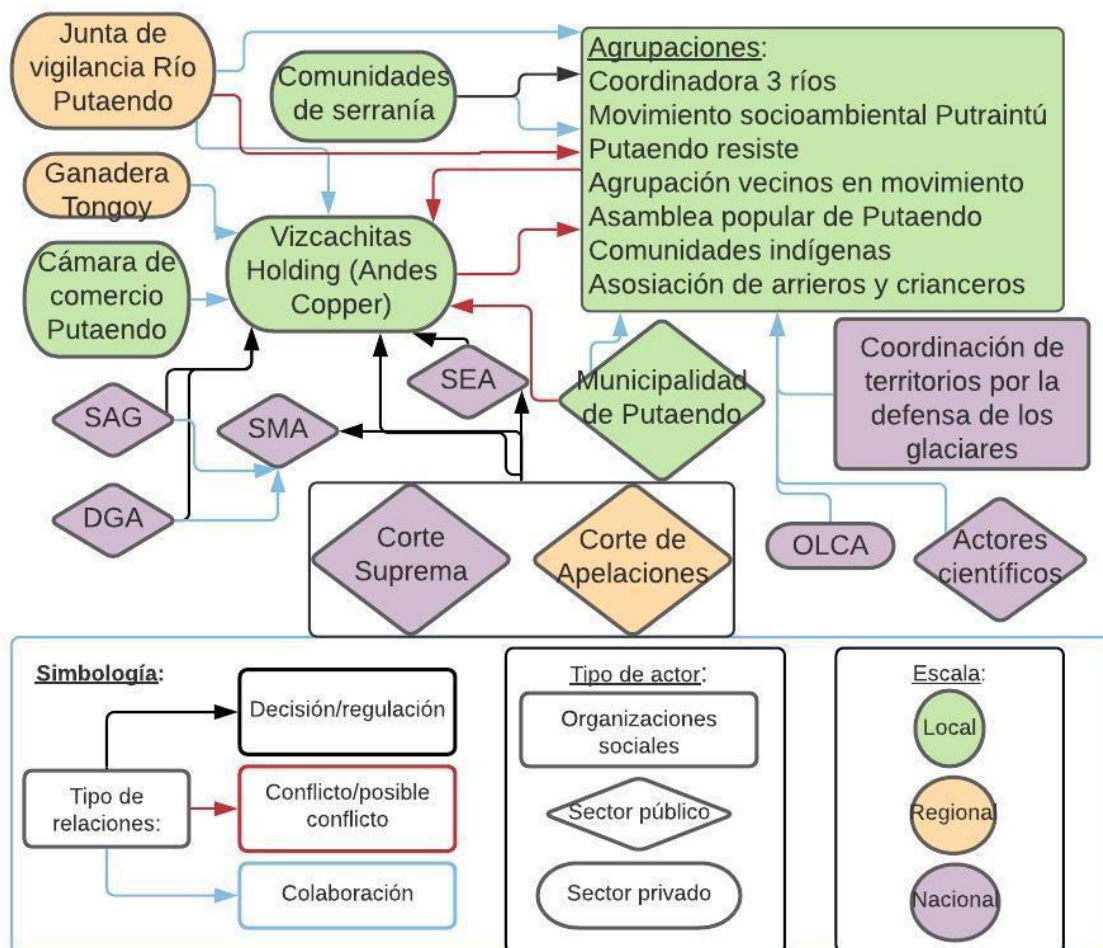 Junta de
vigilancia Río
Putaendo
Comunidades
de serranía
Agrupaciones:
Coordinadora 3 ríos
Movimiento socioambiental Putraintú
Putaendo resiste
Agrupación vecinos en movimiento
Asamblea popular de Putaendo
Comunidades indígenas
Asosiación de arrieros y crianceros
Ganadera
Tongoy
Vizcachitas
Holding (Andes
Copper)
Cámara de
comercio
Putaendo
SEA
Municipalidad
de Putaendo
Coordinación de
territorios por la
defensa de los
glaciares
SAG
SMA
DGA
Corte
Suprema
Corte de
Apelaciones
OLCA
Actores
científicos
Simbología:
Tipo de
relaciones:
Decisión/regulación
Conflicto/posible
conflicto
Colaboración
Tipo de actor:
Organizaciones
sociales
Sector público
Sector privado
Escala:
Local
Regional
Nacional